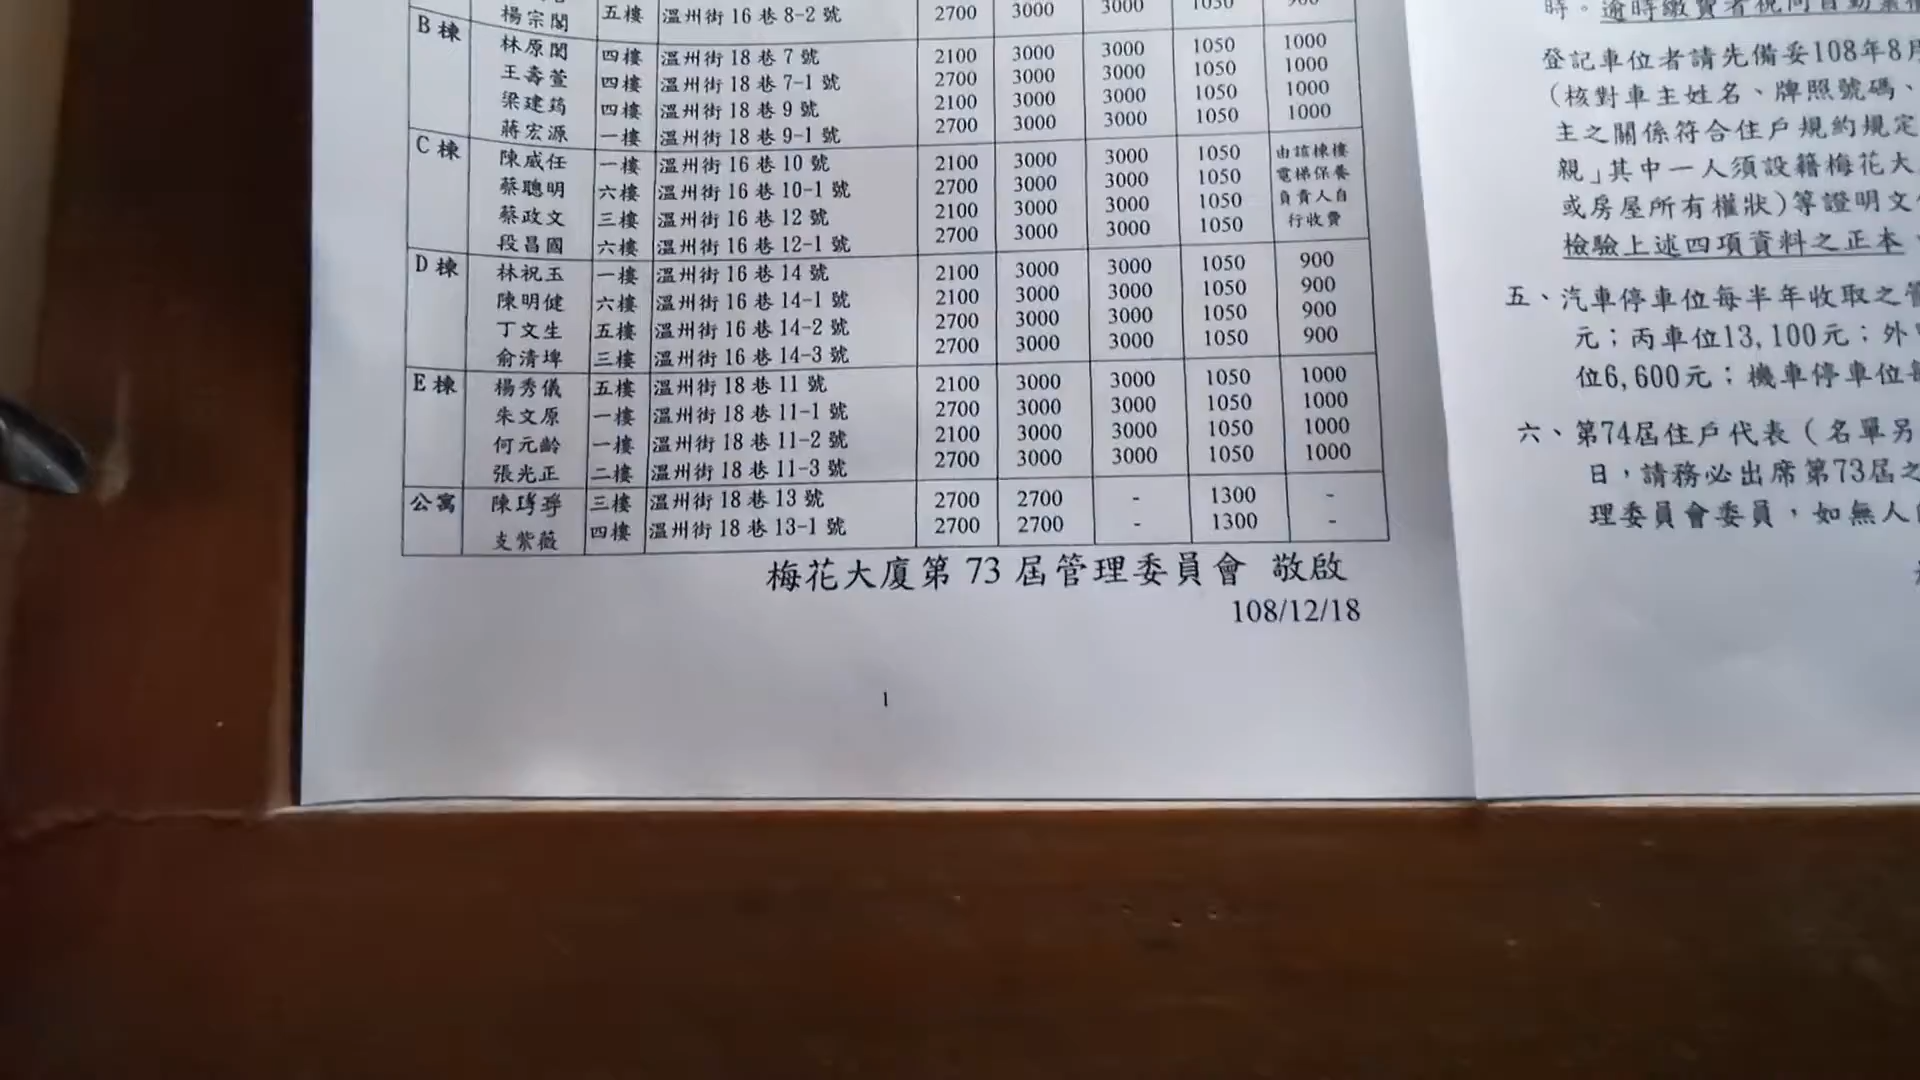 楊宗閣 五樓 溫州街 16 巷 8-2 號 2700 3000 3000 1050 900
B 棟 林原閣 四樓 溫州街 18 巷 7 號 2100 3000 3000 1050 1000
王壽萱 四樓 溫州街 18 巷 7-1 號 2700 3000 3000 1050 1000
梁建筠 四樓 溫州街 18 巷 9 號 2100 3000 3000 1050 1000
蔣宏源 一樓 溫州街 18 巷 9-1 號 2700 3000 3000 1050 1000
C 棟 陳威任 一樓 溫州街 16 巷 10 號 2100 3000 3000 1050 由該棟樓
蔡聰明 六樓 溫州街 16 巷 10-1 號 2700 3000 3000 1050 電梯保養
蔡政文 三樓 溫州街 16 巷 12 號 2100 3000 3000 1050 負責人自
段昌國 六樓 溫州街 16 巷 12-1 號 2700 3000 3000 1050 行收費
D 棟 林祝玉 一樓 溫州街 16 巷 14 號 2100 3000 3000 1050 900
陳明健 六樓 溫州街 16 巷 14-1 號 2700 3000 3000 1050 900
丁文生 五樓 溫州街 16 巷 14-2 號 2700 3000 3000 1050 900
俞清埤 三樓 溫州街 16 巷 14-3 號 2700 3000 3000 1050 900
E 棟 楊秀儀 五樓 溫州街 18 巷 11 號 2100 3000 3000 1050 1000
朱文原 一樓 溫州街 18 巷 11-1 號 2700 3000 3000 1050 1000
何元齡 一樓 溫州街 18 巷 11-2 號 2100 3000 3000 1050 1000
張光正 二樓 溫州街 18 巷 11-3 號 2700 3000 3000 1050 1000
公寓 三樓 溫州街 18 巷 13 號 2700 2700 - 1300 -
支紫薇 四樓 溫州街 18 巷 13-1 號 2700 2700 - 1300 -
梅花大廈第 73 屆管理委員會 敬啟
108/12/18
1
時。逾時繳費者視同自動棄
登記車位者請先備妥108年8月
(核對車主姓名、牌照號碼、
主之關係符合住戶規約規定
親」其中一人須設籍梅花大
或房屋所有權狀)等證明文
檢驗上述四項資料之正本
五、汽車停車位每半年收取之管
元;丙車位13,100元;外
位6,600元;機車停車位每
六、第74屆住戶代表(名單另
日,請務必出席第73屆之
理委員會委員,如無人